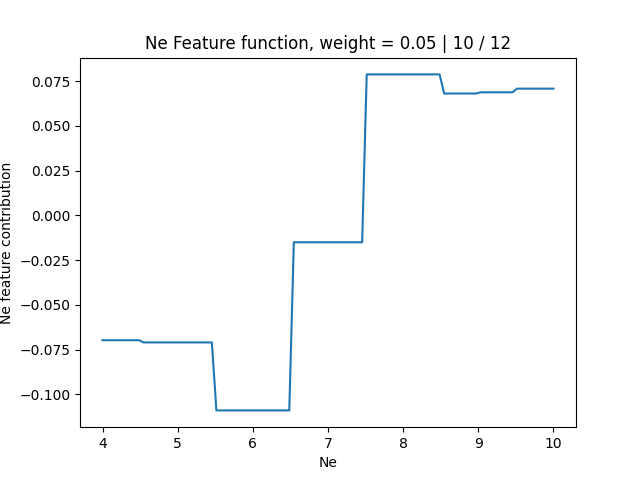 Ne Feature function, weight = 0.05 | 10 / 12
0.075
0.050
0.025
0.000
−0.025
−0.050
−0.075
−0.100
Ne feature contribution
4 5 6 7 8 9 10
Ne